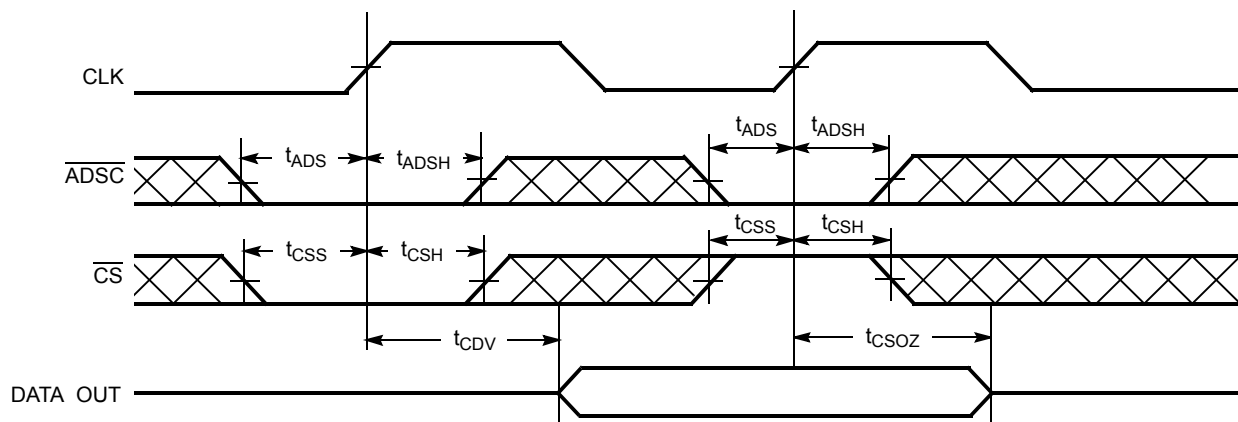 CLK
tADS tADSH
tADS tADSH
ADSC
tCSS tCSH
tCSS tCSH
CS
tCDV
tCSOZ
DATA OUT